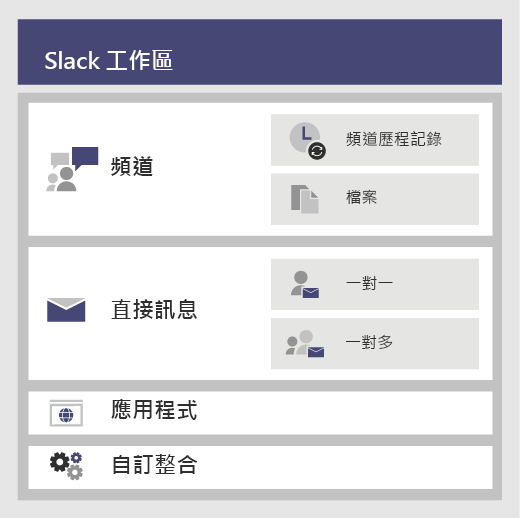 Slack 工作區
頻道
頻道歷程記錄
檔案
直接訊息
一對一
一對多
應用程式
自訂整合